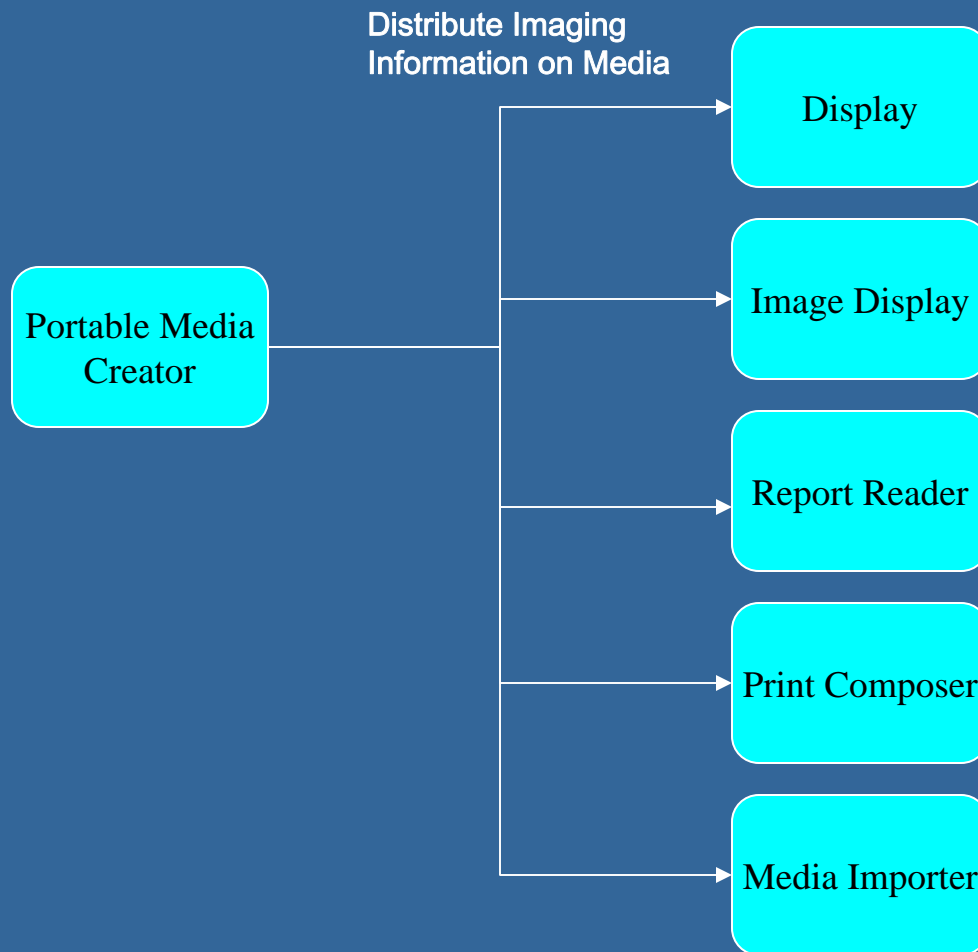 Distribute Imaging
Information on Media
Display
Image Display
Portable Media
Creator
Report Reader
Print Composer
Media Importer